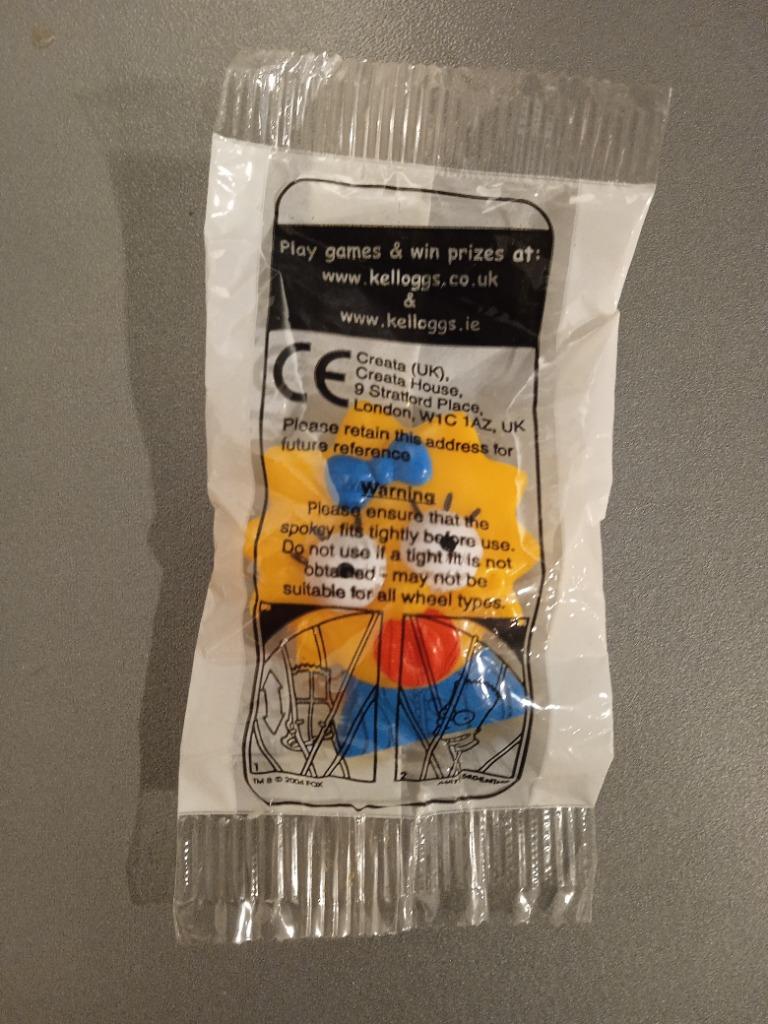 Play games & win prizes at:
www.kelloggs.co.uk
&
www.kelloggs.ie
CE
Creata (UK),
Creata House,
9 Stratford Place,
London, W1C 1AZ, UK
Please retain this address for
future reference
Warning
Please ensure that the
spokey fits tightly before use.
Do not use if a tight fit is not
obtained - may not be
suitable for all wheel types.
1
2
TM & © 2004 FOX